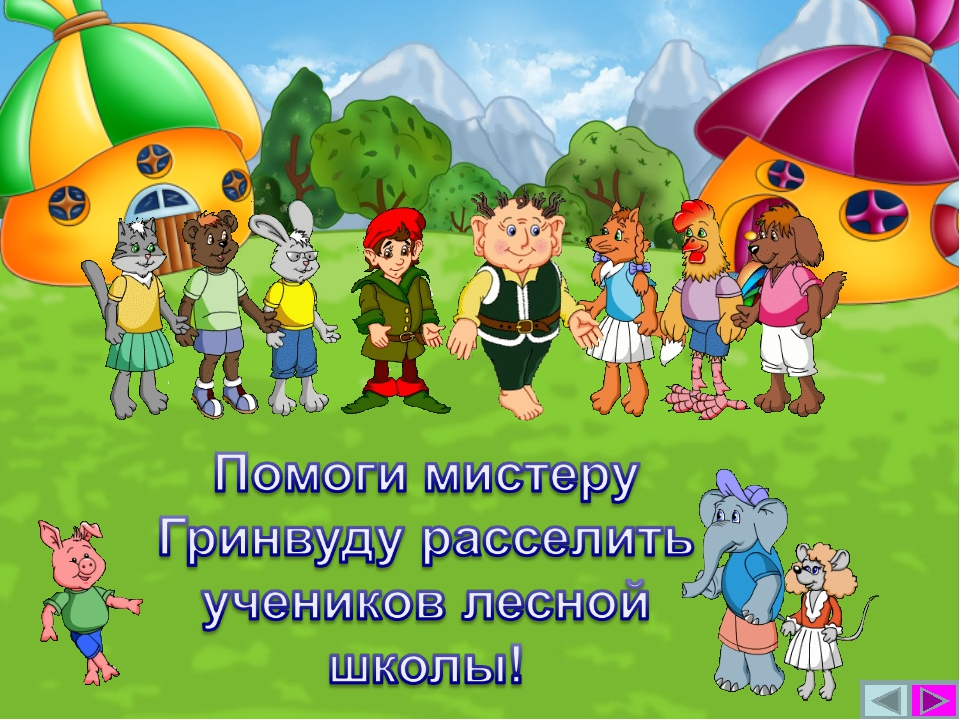 Помоги мистеру
Гринвуду расселить
учеников лесной
школы!